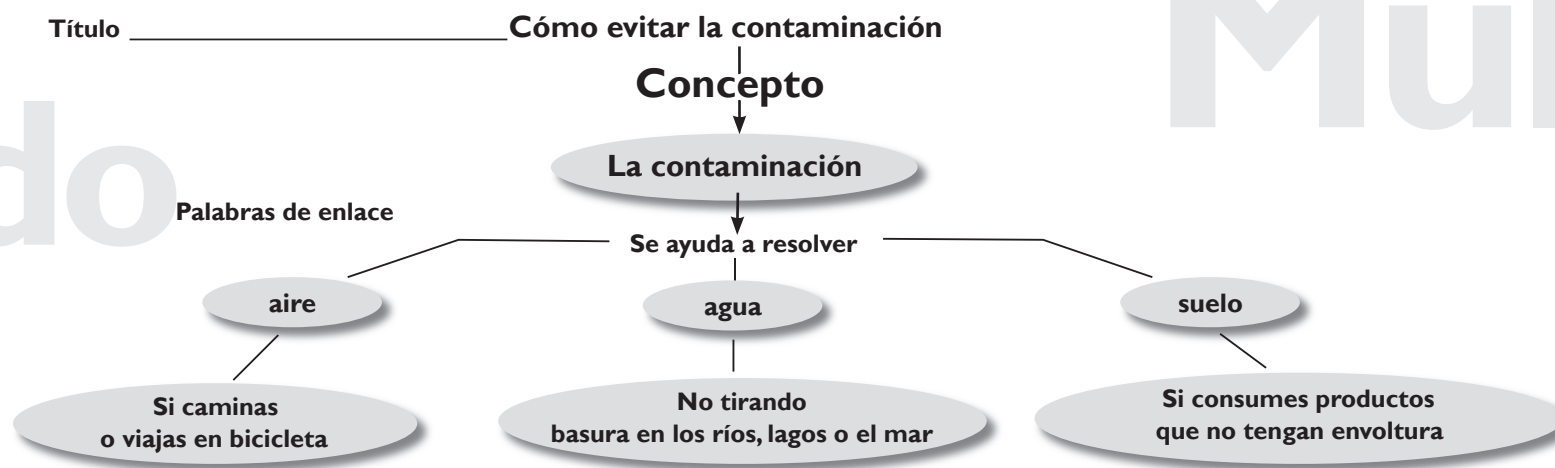 Título Cómo evitar la contaminación
Concepto
La contaminación
Palabras de enlace
Se ayuda a resolver
aire
agua
suelo
Si caminas
o viajas en bicicleta
No tirando
basura en los ríos, lagos o el mar
Si consumes productos
que no tengan envoltura